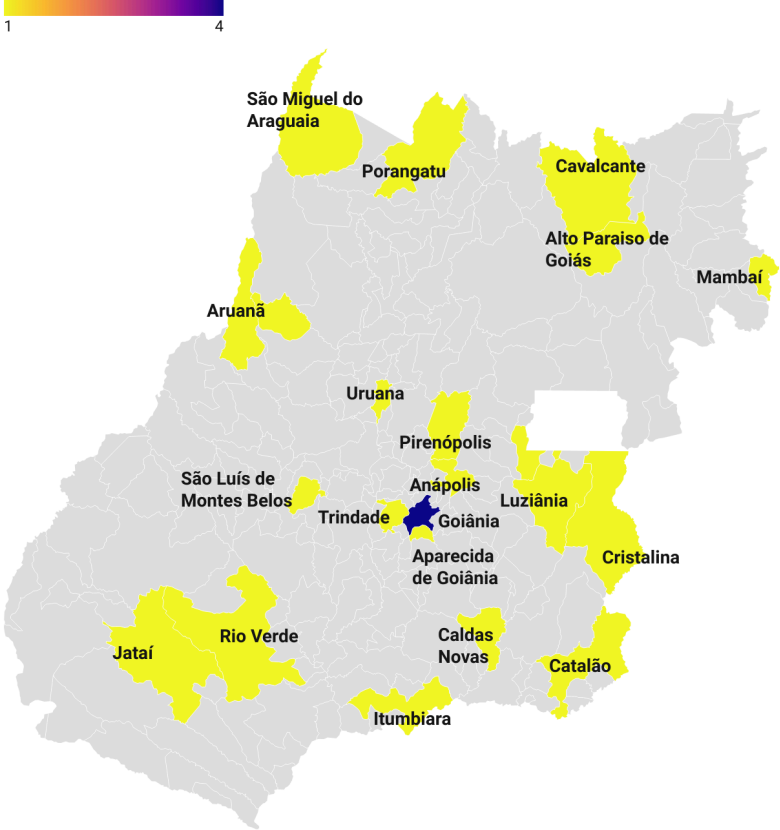 1 4
São Miguel do
Araguaia
Porangatu
Cavalcante
Alto Paraiso de
Goiás
Mambaí
Aruanã
Uruana
Pirenópolis
Anápolis
São Luís de
Montes Belos
Luziânia
Trindade
Goiânia
Aparecida
de Goiânia
Cristalina
Rio Verde
Jataí
Caldas
Novas
Catalão
Itumbiara